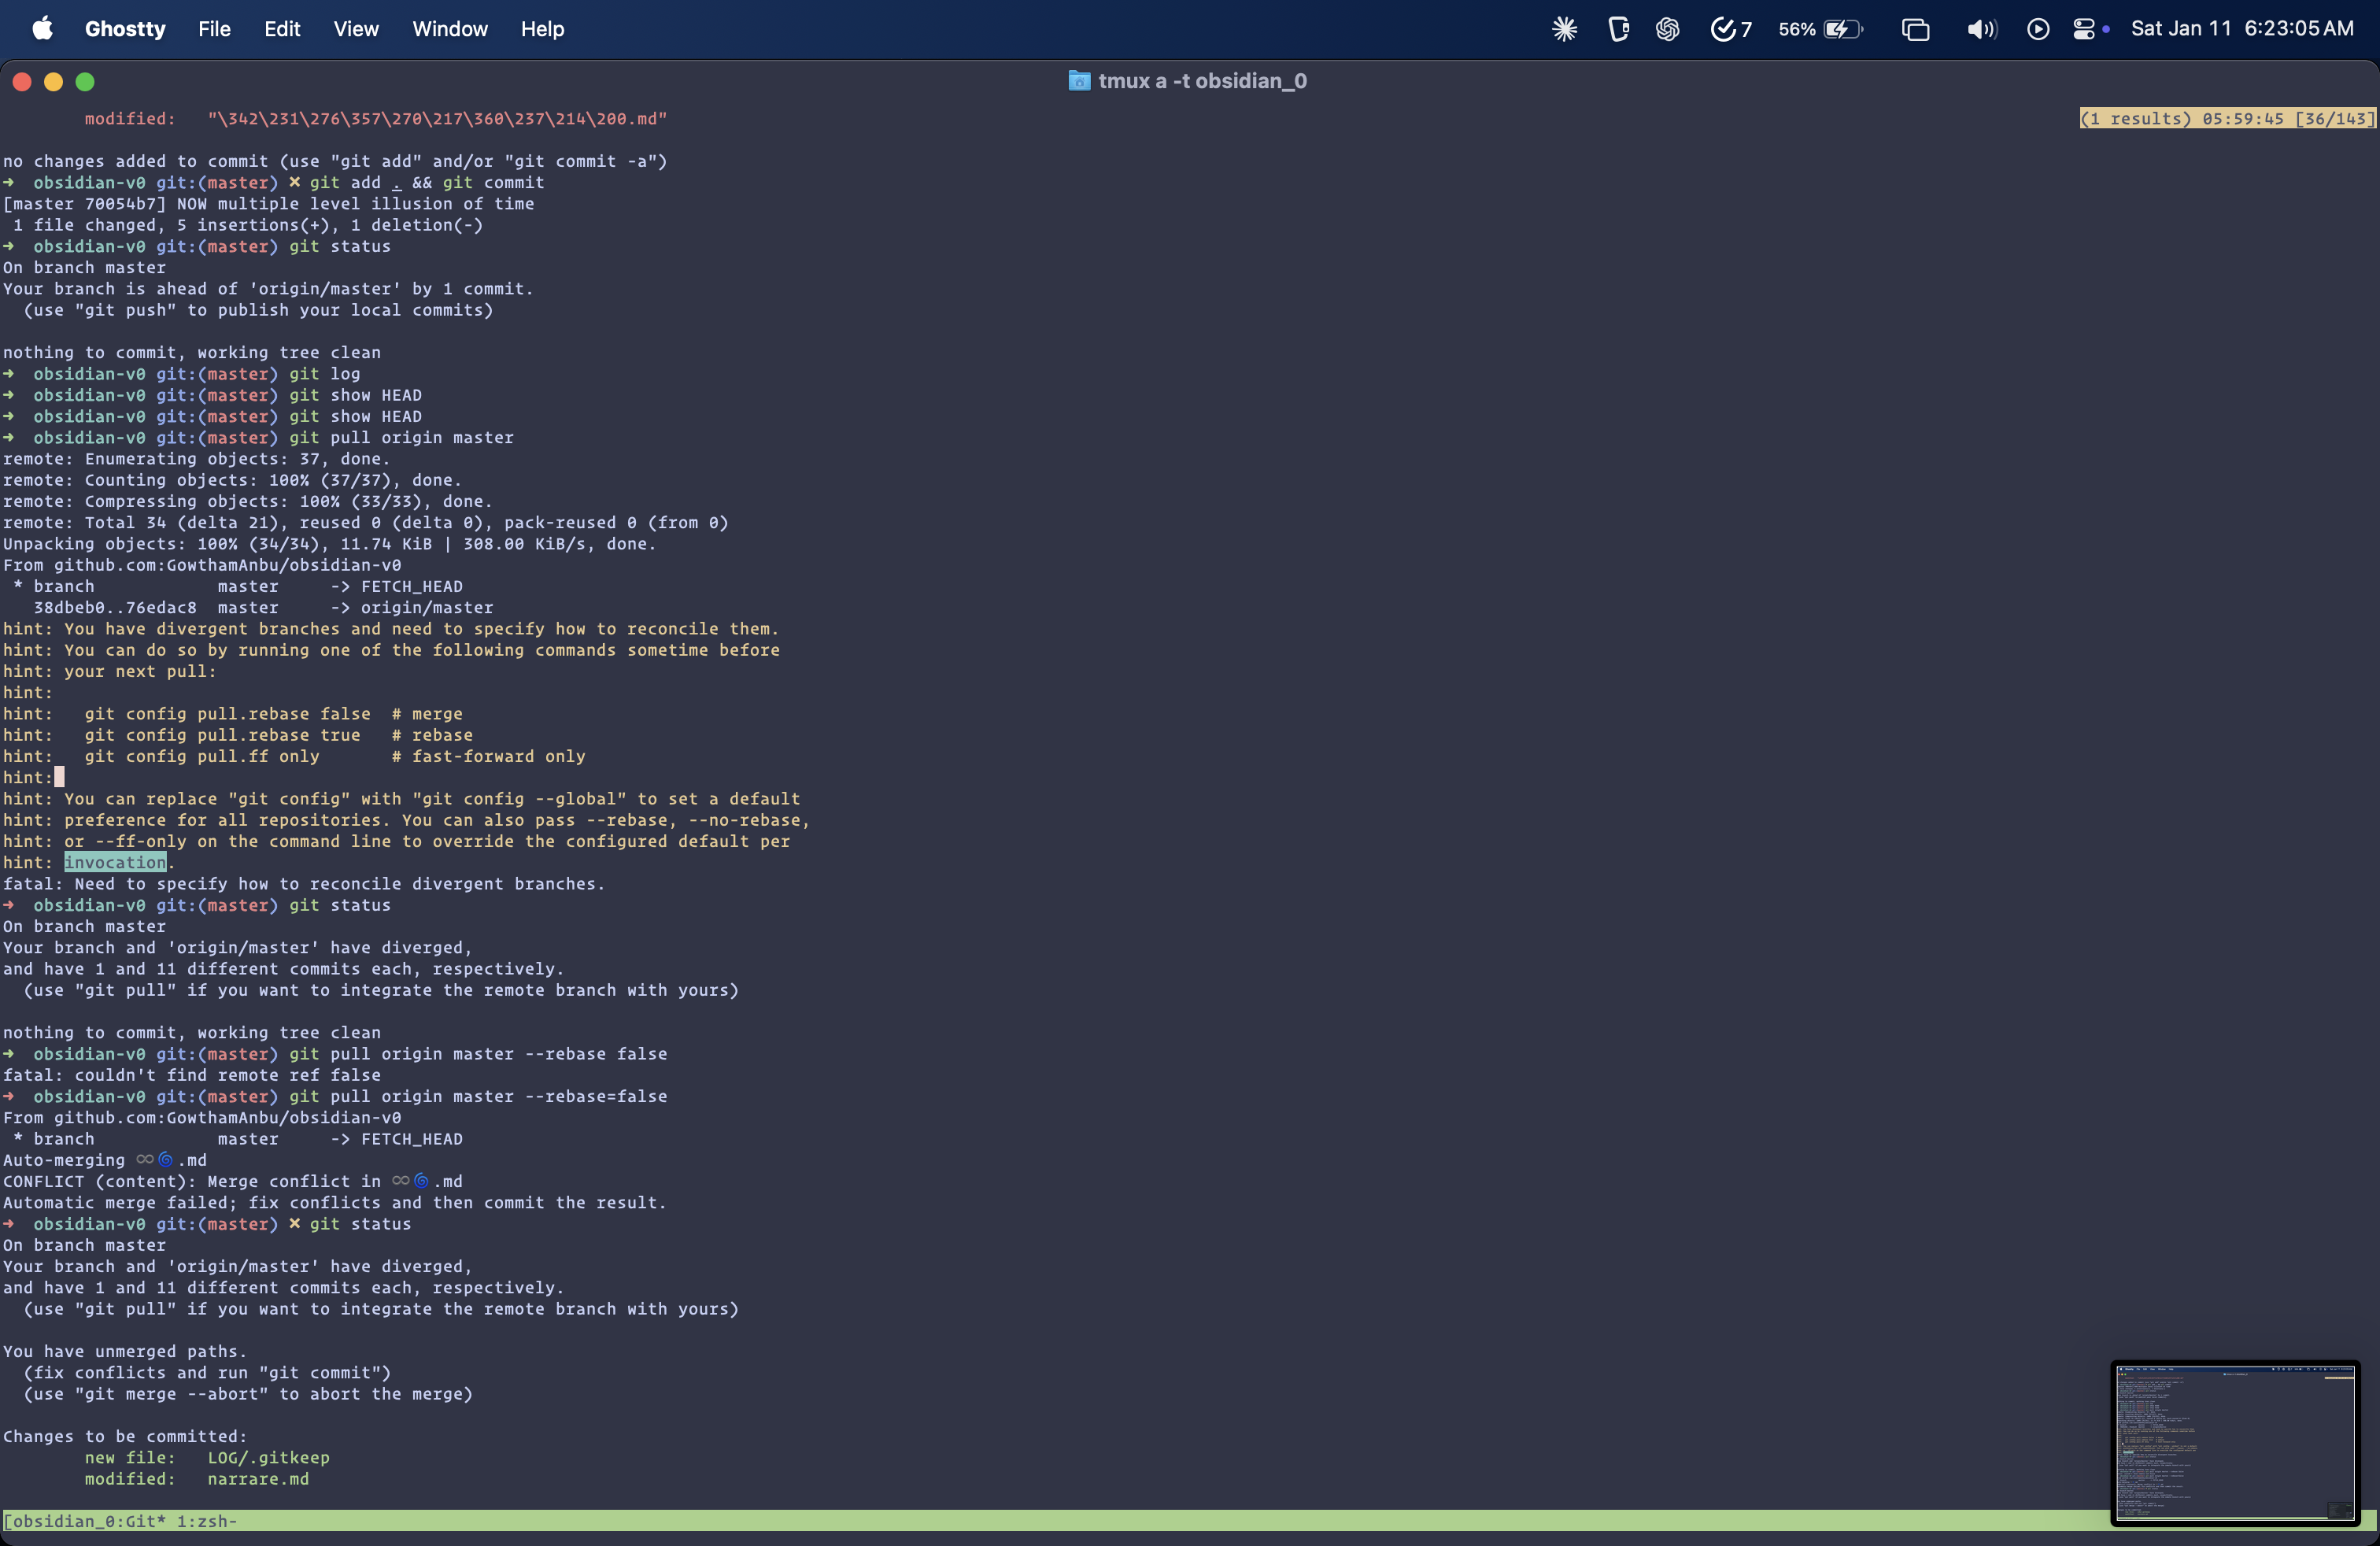 Ghostty File Edit View Window Help 7 56% Sat Jan 11 6:23:05 AM
tmux a -t obsidian_0
modified: "\342\231\276\357\270\217\360\237\214\200.md" (1 results) 05:59:45 [36/143]
no changes added to commit (use "git add" and/or "git commit -a")
➜ obsidian-v0 git:(master) ✗ git add . && git commit
[master 70054b7] NOW multiple level illusion of time
1 file changed, 5 insertions(+), 1 deletion(-)
➜ obsidian-v0 git:(master) git status
On branch master
Your branch is ahead of 'origin/master' by 1 commit.
(use "git push" to publish your local commits)
nothing to commit, working tree clean
➜ obsidian-v0 git:(master) git log
➜ obsidian-v0 git:(master) git show HEAD
➜ obsidian-v0 git:(master) git show HEAD
➜ obsidian-v0 git:(master) git pull origin master
remote: Enumerating objects: 37, done.
remote: Counting objects: 100% (37/37), done.
remote: Compressing objects: 100% (33/33), done.
remote: Total 34 (delta 21), reused 0 (delta 0), pack-reused 0 (from 0)
Unpacking objects: 100% (34/34), 11.74 KiB | 308.00 KiB/s, done.
From github.com:GowthamAnbu/obsidian-v0
* branch master -> FETCH_HEAD
38dbeb0..76edac8 master -> origin/master
hint: You have divergent branches and need to specify how to reconcile them.
hint: You can do so by running one of the following commands sometime before
hint: your next pull:
hint:
hint: git config pull.rebase false # merge
hint: git config pull.rebase true # rebase
hint: git config pull.ff only # fast-forward only
hint:
hint: You can replace "git config" with "git config --global" to set a default
hint: preference for all repositories. You can also pass --rebase, --no-rebase,
hint: or --ff-only on the command line to override the configured default per
hint: invocation.
fatal: Need to specify how to reconcile divergent branches.
➜ obsidian-v0 git:(master) git status
On branch master
Your branch and 'origin/master' have diverged,
and have 1 and 11 different commits each, respectively.
(use "git pull" if you want to integrate the remote branch with yours)
nothing to commit, working tree clean
➜ obsidian-v0 git:(master) git pull origin master --rebase false
fatal: couldn't find remote ref false
➜ obsidian-v0 git:(master) git pull origin master --rebase=false
From github.com:GowthamAnbu/obsidian-v0
* branch master -> FETCH_HEAD
Auto-merging ♾️🌀.md
CONFLICT (content): Merge conflict in ♾️🌀.md
Automatic merge failed; fix conflicts and then commit the result.
➜ obsidian-v0 git:(master) ✗ git status
On branch master
Your branch and 'origin/master' have diverged,
and have 1 and 11 different commits each, respectively.
(use "git pull" if you want to integrate the remote branch with yours)
You have unmerged paths.
(fix conflicts and run "git commit")
(use "git merge --abort" to abort the merge)
Changes to be committed:
new file: LOG/.gitkeep
modified: narrare.md
[obsidian_0:Git* 1:zsh-